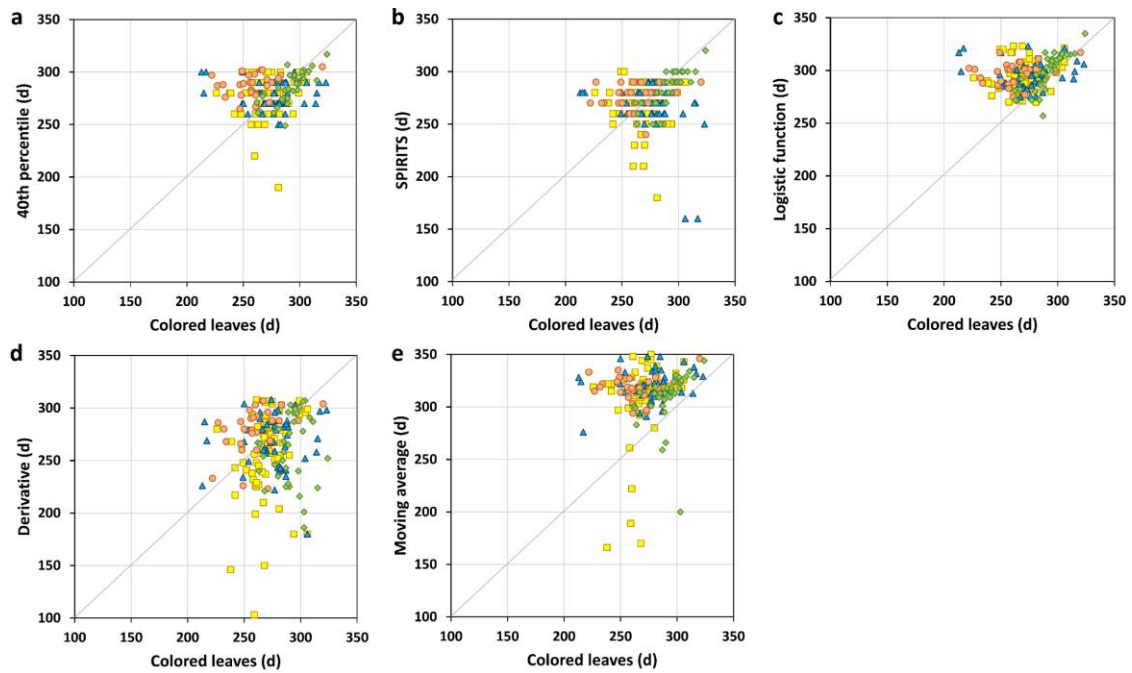 a
350
300
250
200
150
100
40th percentile (d)
100 150 200 250 300 350
Colored leaves (d)
b
350
300
250
200
150
100
SPIRITS (d)
100 150 200 250 300 350
Colored leaves (d)
c
350
300
250
200
150
100
Logistic function (d)
100 150 200 250 300 350
Colored leaves (d)
d
350
300
250
200
150
100
Derivative (d)
100 150 200 250 300 350
Colored leaves (d)
e
350
300
250
200
150
100
Moving average (d)
100 150 200 250 300 350
Colored leaves (d)